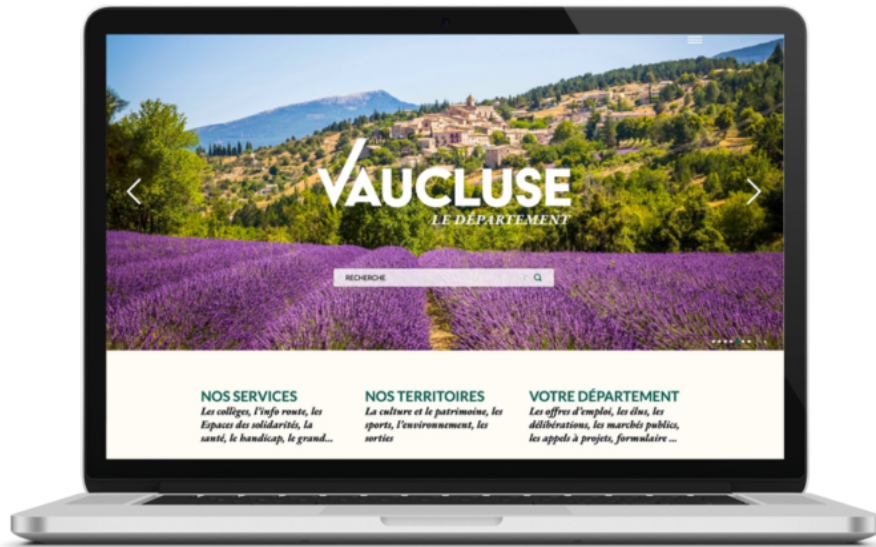 VAUCLUSE
LE DÉPARTEMENT
RECHERCHE
NOS SERVICES
Les collèges, l'info route, les
Espaces des solidarités, la
santé, le handicap, le grand...
NOS TERRITOIRES
La culture et le patrimoine, les
sports, l'environnement, les
sorties
VOTRE DÉPARTEMENT
Les offres d'emploi, les élus, les
délibérations, les marchés publics,
les appels à projets, formulaire ...